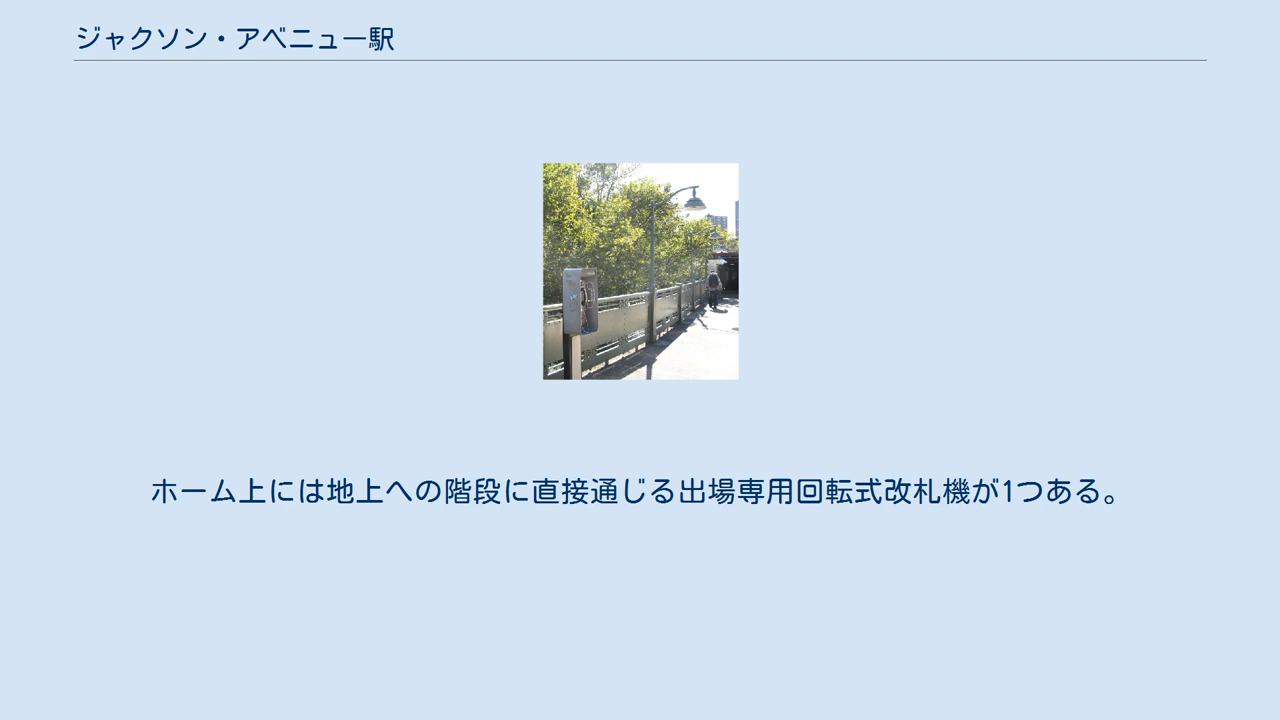 ジャクソン・アベニュー駅
ホーム上には地上への階段に直接通じる出場専用回転式改札機が1つある。